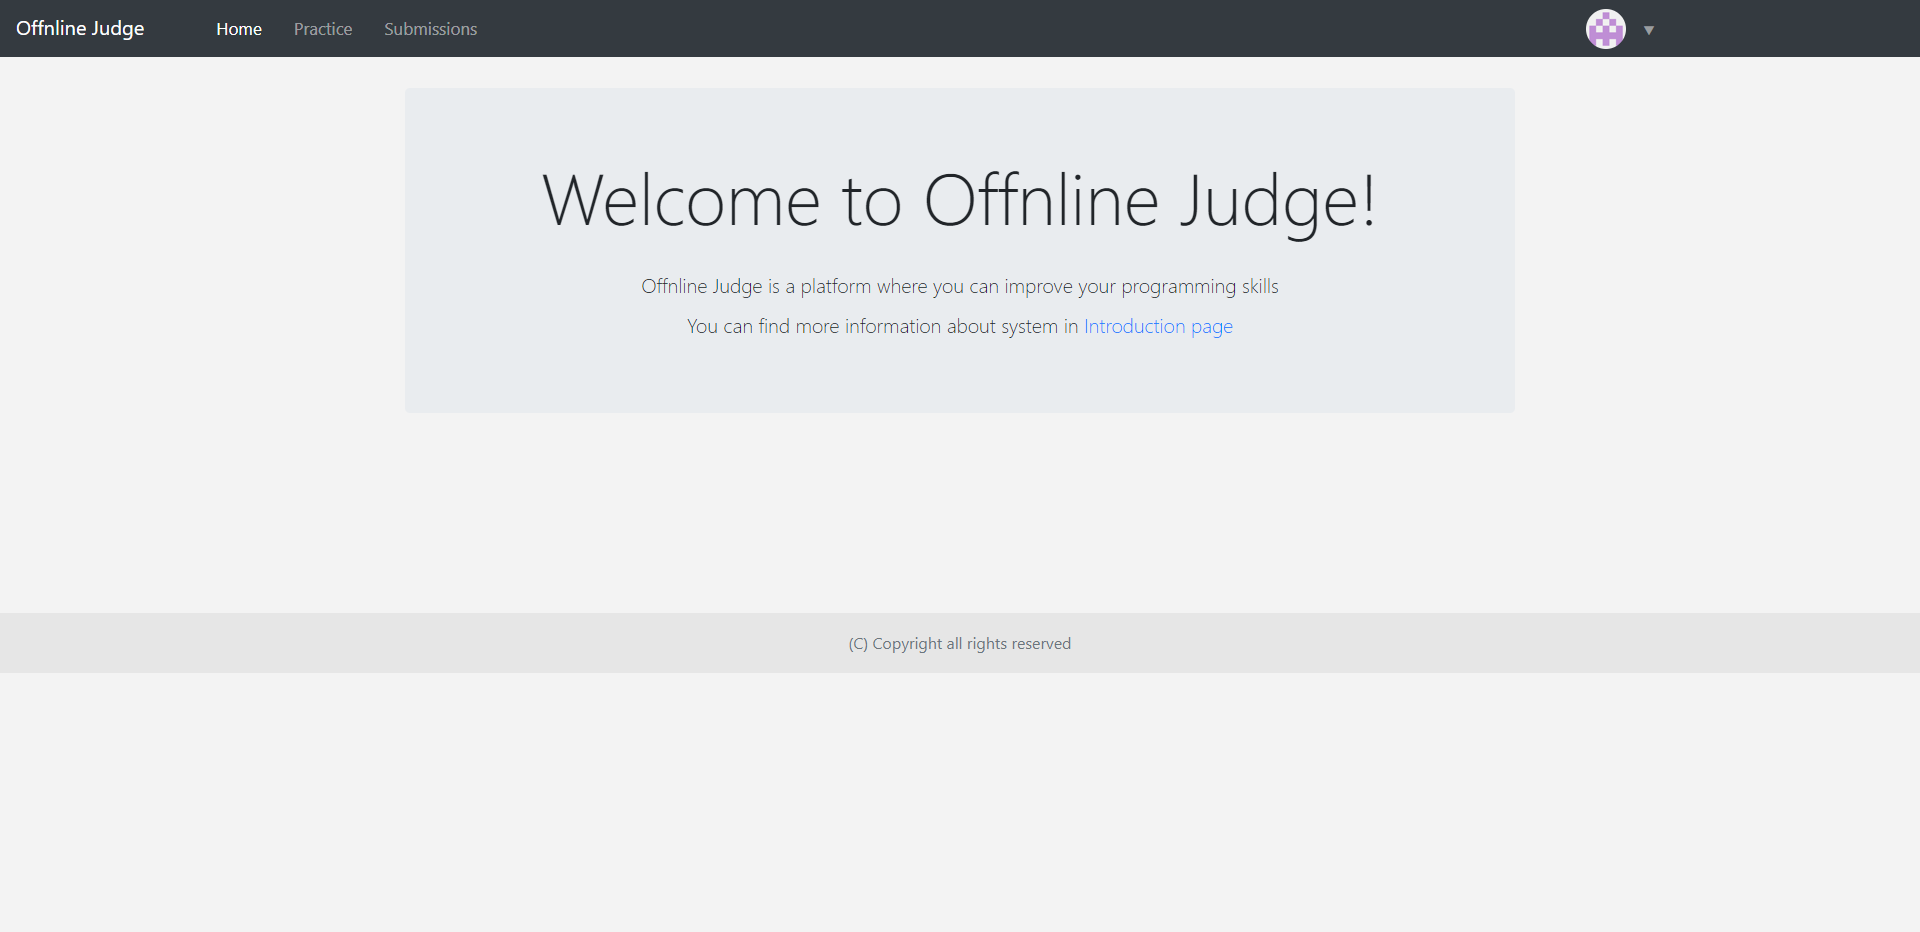 Offnline Judge Home Practice Submissions ▼
Welcome to Offnline Judge!
Offnline Judge is a platform where you can improve your programming skills
You can find more information about system in Introduction page
(C) Copyright all rights reserved